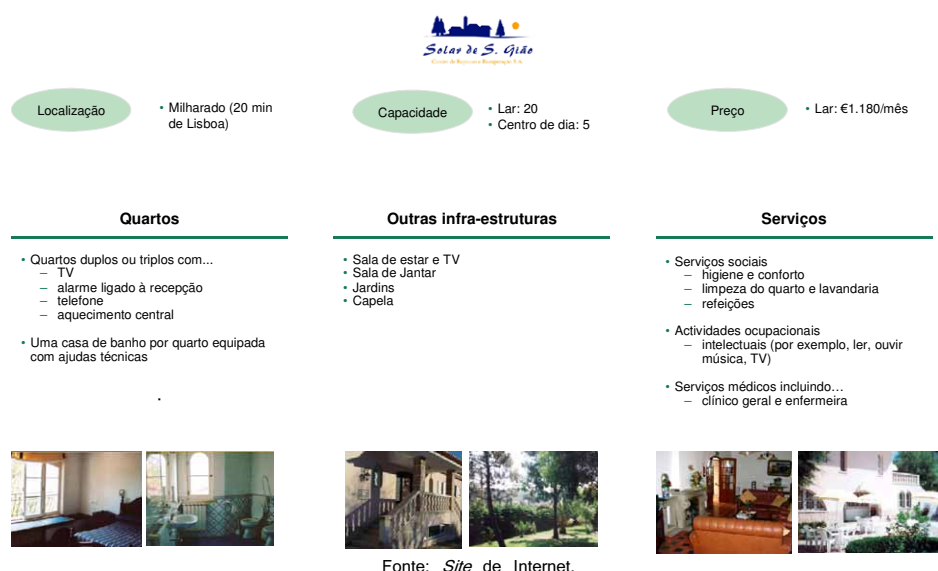 Solar de S. Gião
Centro de Repouso e Recuperação S.A.
Localização
• Milharado (20 min
de Lisboa)
Capacidade
• Lar: 20
• Centro de dia: 5
Preço
• Lar: €1.180/mês
Quartos
• Quartos duplos ou triplos com...
– TV
– alarme ligado à recepção
– telefone
– aquecimento central
• Uma casa de banho por quarto equipada
com ajudas técnicas
.
Outras infra-estruturas
• Sala de estar e TV
• Sala de Jantar
• Jardins
• Capela
Serviços
• Serviços sociais
– higiene e conforto
– limpeza do quarto e lavandaria
– refeições
• Actividades ocupacionais
– intelectuais (por exemplo, ler, ouvir
música, TV)
• Serviços médicos incluindo…
– clínico geral e enfermeira
Fonte: Site de Internet.